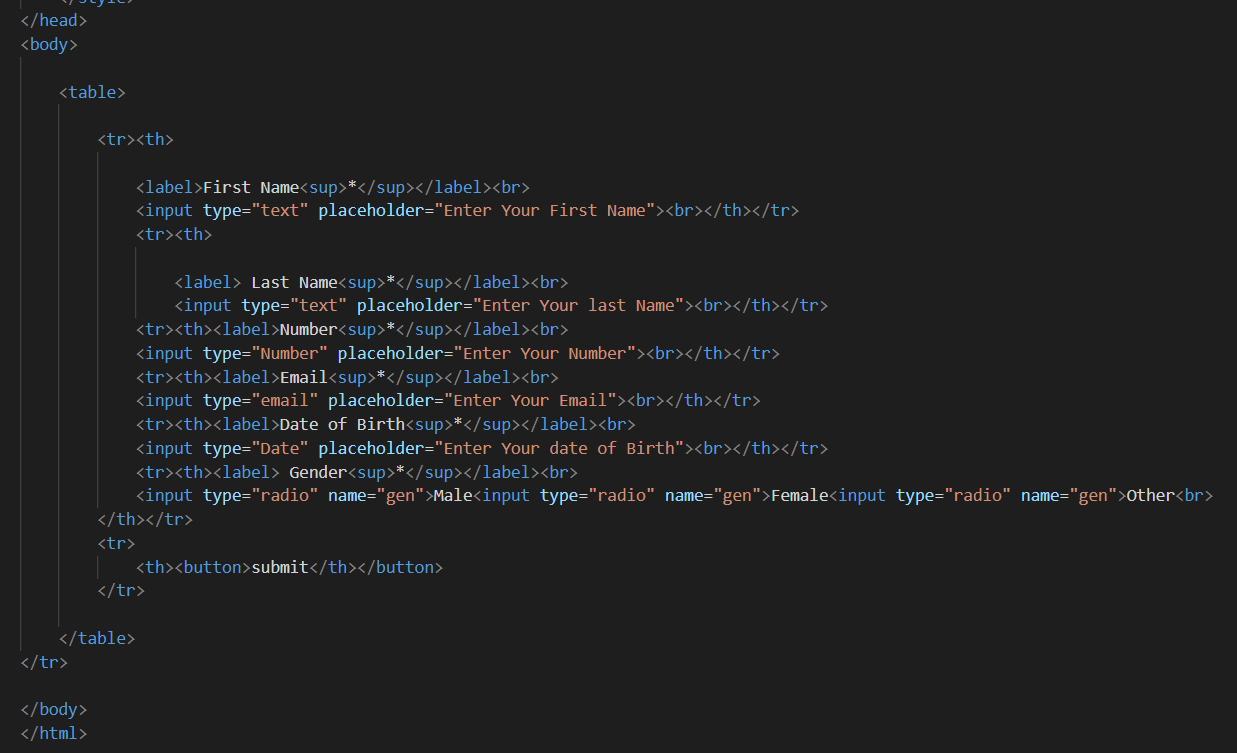 </style>
</head>
<body>
<table>
<tr><th>
<label>First Name<sup>*</sup></label><br>
<input type="text" placeholder="Enter Your First Name"><br></th></tr>
<tr><th>
<label> Last Name<sup>*</sup></label><br>
<input type="text" placeholder="Enter Your last Name"><br></th></tr>
<tr><th><label>Number<sup>*</sup></label><br>
<input type="Number" placeholder="Enter Your Number"><br></th></tr>
<tr><th><label>Email<sup>*</sup></label><br>
<input type="email" placeholder="Enter Your Email"><br></th></tr>
<tr><th><label>Date of Birth<sup>*</sup></label><br>
<input type="Date" placeholder="Enter Your date of Birth"><br></th></tr>
<tr><th><label> Gender<sup>*</sup></label><br>
<input type="radio" name="gen">Male<input type="radio" name="gen">Female<input type="radio" name="gen">Other<br>
</th></tr>
<tr>
<th><button>submit</th></button>
</tr>
</table>
</tr>
</body>
</html>